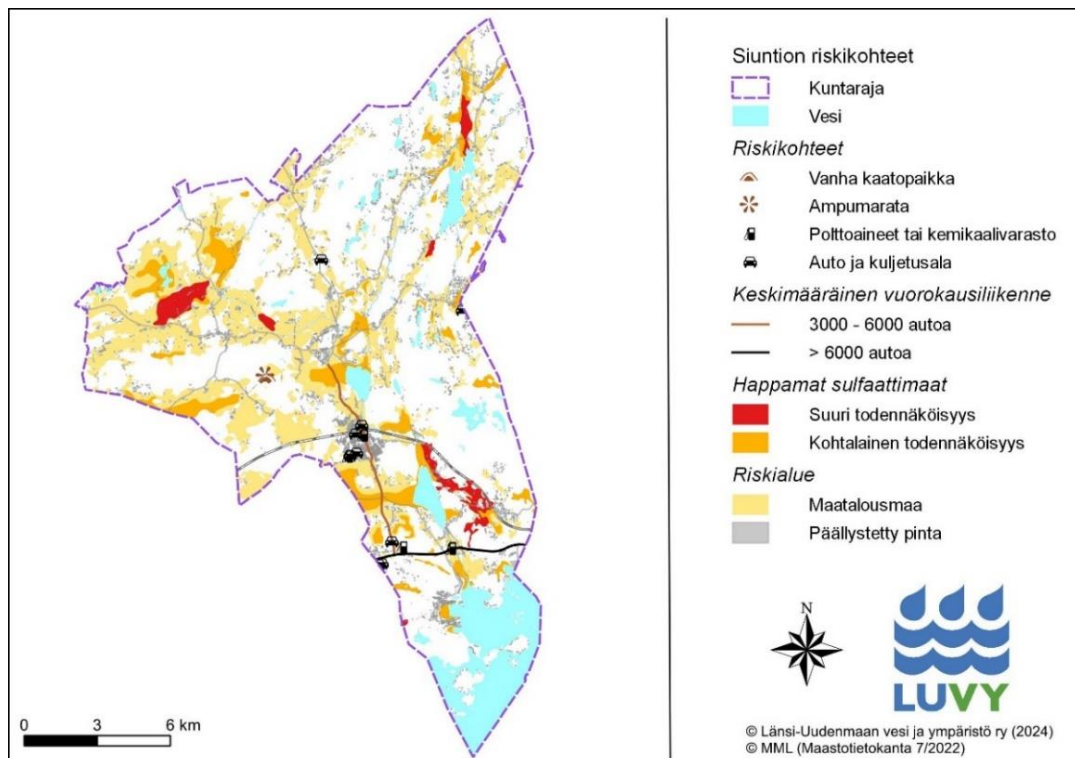 Siuntion riskikohteet
Kuntaraja
Vesi
Riskikohteet
Vanha kaatopaikka
Ampumarata
Polttoaineet tai kemikaalivarasto
Auto ja kuljetusala
Keskimääräinen vuorokausiliikenne
3000 - 6000 autoa
> 6000 autoa
Happamat sulfaattimaat
Suuri todennäköisyys
Kohtalainen todennäköisyys
Riskialue
Maatalousmaa
Päällystetty pinta
N
LUVY
0 3 6 km
© Länsi-Uudenmaan vesi ja ympäristö ry (2024)
© MML (Maastotietokanta 7/2022)